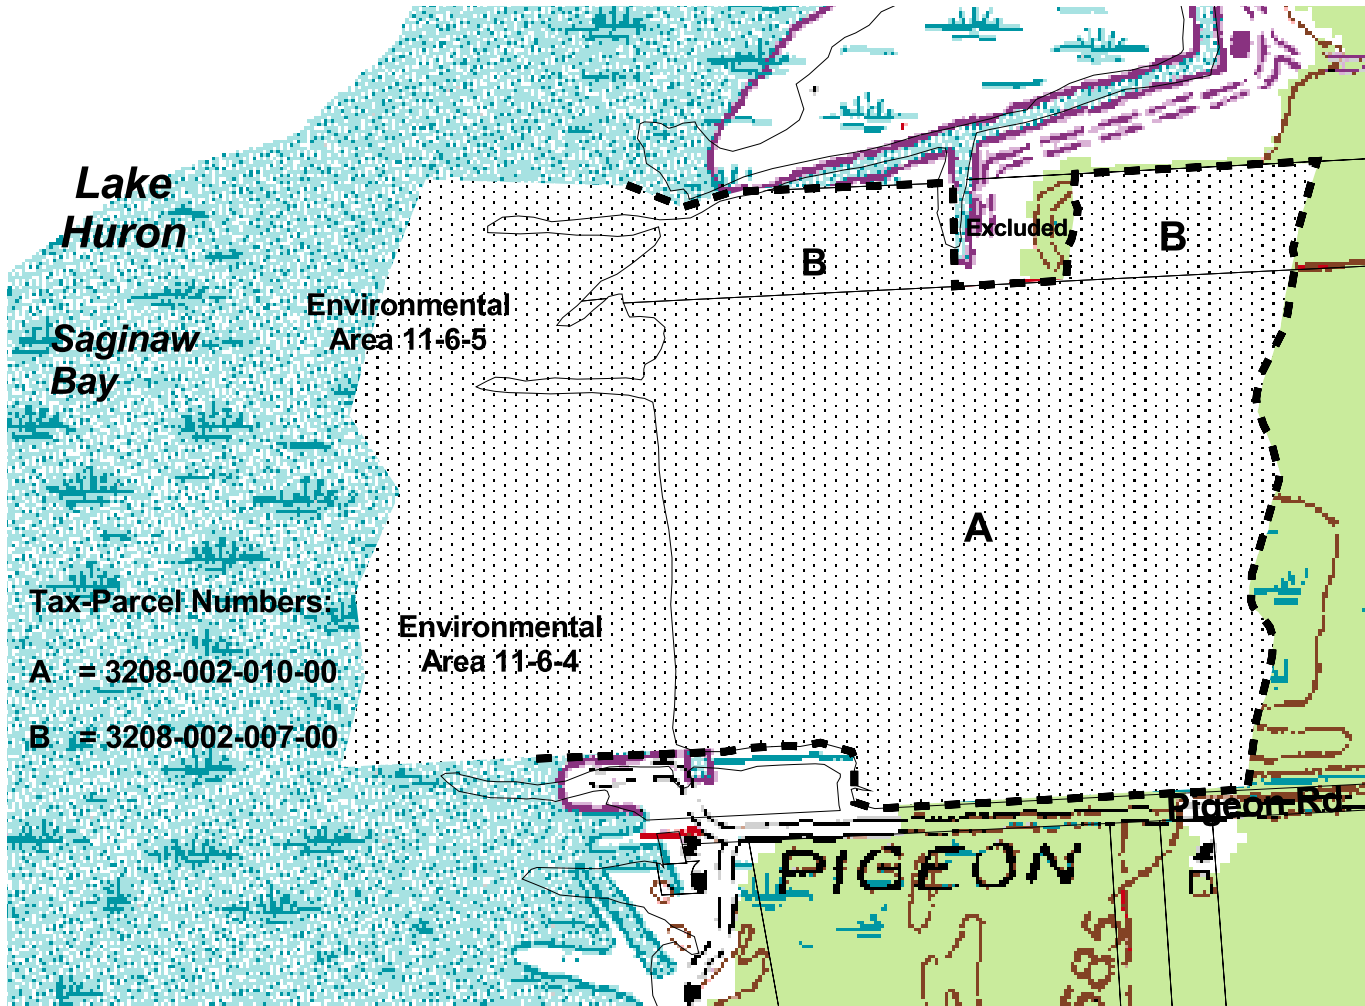 Lake
Huron
Excluded
B
B
Environmental
Area 11-6-5
Saginaw
Bay
A
Tax-Parcel Numbers:
Environmental
Area 11-6-4
A = 3208-002-010-00
B = 3208-002-007-00
Pigeon Rd
PIGEON